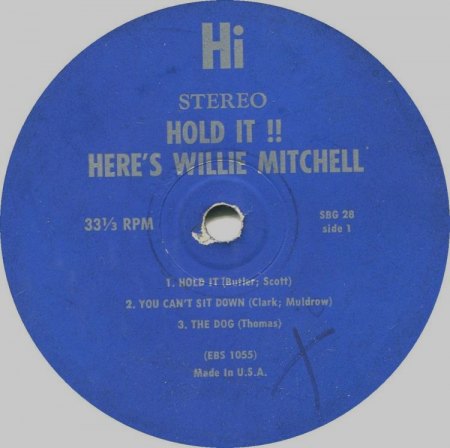 Hi
STEREO
HOLD IT !!
HERE'S WILLIE MITCHELL
33⅓ RPM
SBG 28
side 1
1. HOLD IT (Butler; Scott)
2. YOU CAN'T SIT DOWN (Clark; Muldrow)
3. THE DOG (Thomas)
(EBS 1055)
Made in U.S.A.